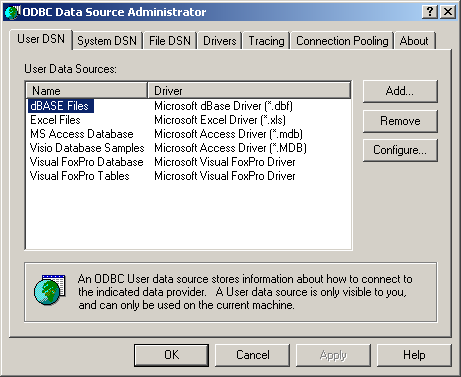 ODBC Data Source Administrator
User DSN System DSN File DSN Drivers Tracing Connection Pooling About
User Data Sources:
Name Driver
dBASE Files Microsoft dBase Driver (*.dbf)
Excel Files Microsoft Excel Driver (*.xls)
MS Access Database Microsoft Access Driver (*.mdb)
Visio Database Samples Microsoft Access Driver (*.MDB)
Visual FoxPro Database Microsoft Visual FoxPro Driver
Visual FoxPro Tables Microsoft Visual FoxPro Driver
Add...
Remove
Configure...
An ODBC User data source stores information about how to connect to
the indicated data provider. A User data source is only visible to you,
and can only be used on the current machine.
OK Cancel Apply Help